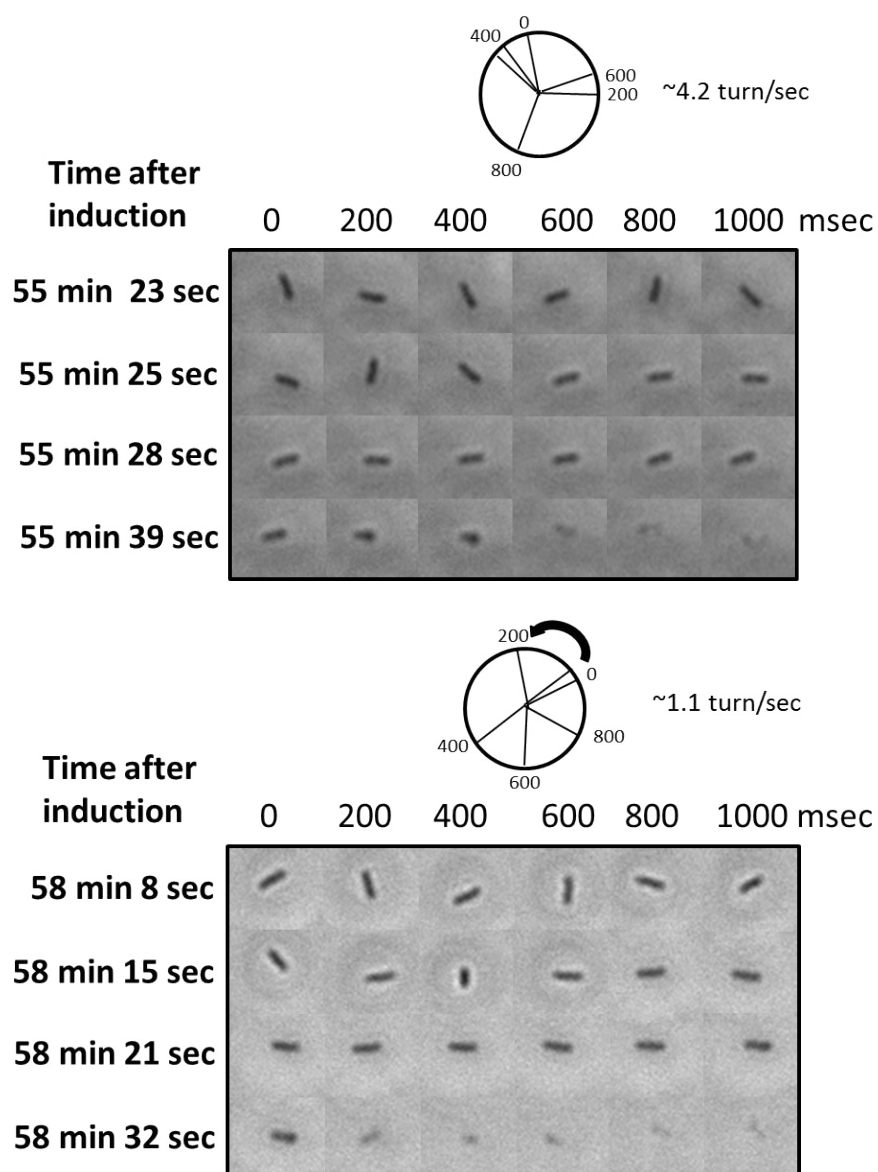 0
400
600
200
~4.2 turn/sec
800
Time after
induction
0 200 400 600 800 1000 msec
55 min 23 sec
55 min 25 sec
55 min 28 sec
55 min 39 sec
200
0
~1.1 turn/sec
800
400
600
Time after
induction
0 200 400 600 800 1000 msec
58 min 8 sec
58 min 15 sec
58 min 21 sec
58 min 32 sec